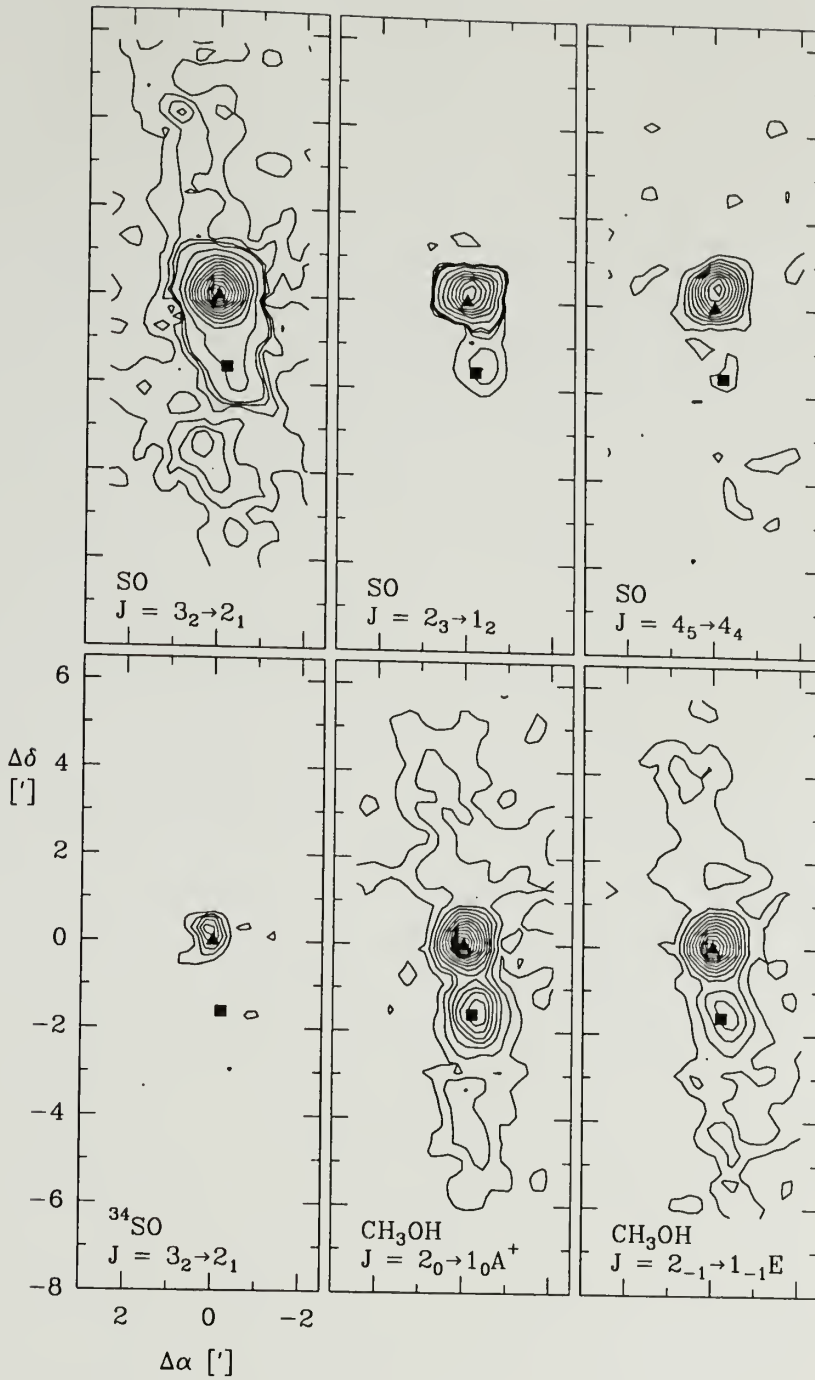 SO
J = 3₂→2₁
SO
J = 2₃→1₂
SO
J = 4₅→4₄
6
4
2
0
-2
-4
-6
-8
Δδ
[′]
³⁴SO
J = 3₂→2₁
CH₃OH
J = 2₀→1₀A⁺
CH₃OH
J = 2₋₁→1₋₁E
2 0 -2
Δα [′]